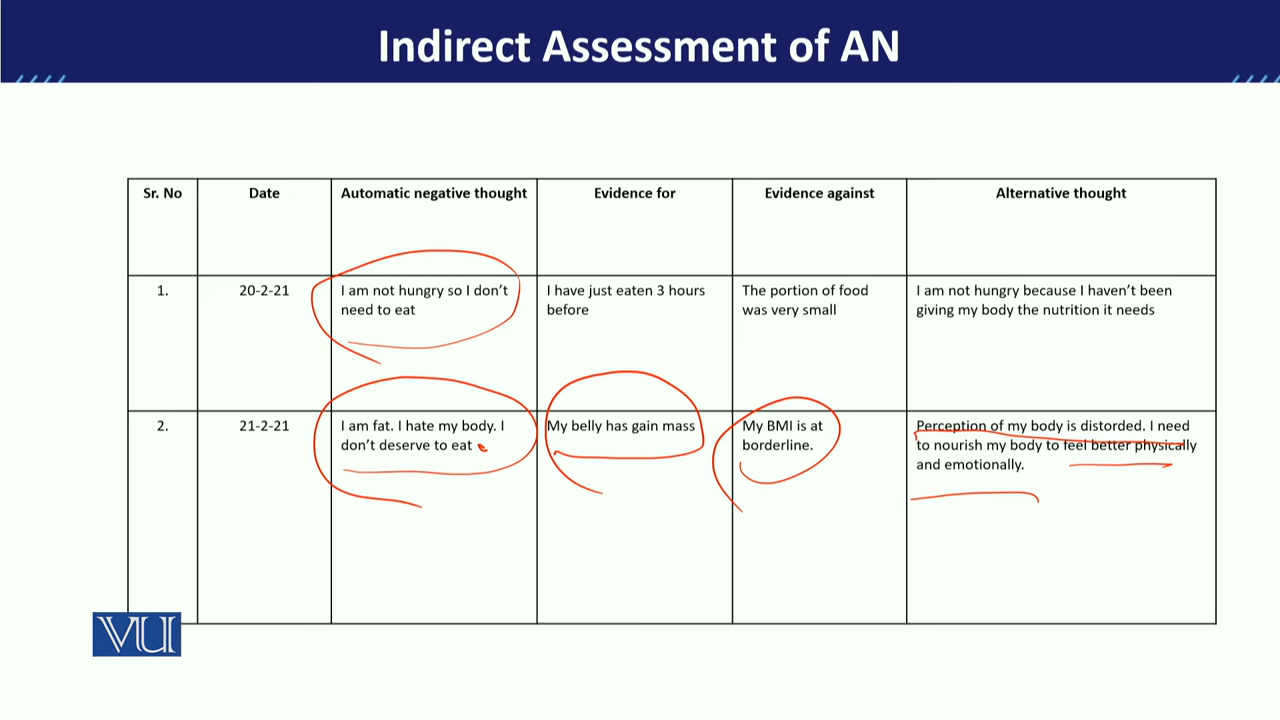 Indirect Assessment of AN
Sr. No
Date
Automatic negative thought
Evidence for
Evidence against
Alternative thought
1.
20-2-21
I am not hungry so I don't
need to eat
I have just eaten 3 hours
before
The portion of food
was very small
I am not hungry because I haven't been
giving my body the nutrition it needs
2.
21-2-21
I am fat. I hate my body. I
don't deserve to eat
My belly has gain mass
My BMI is at
borderline.
Perception of my body is distorded. I need
to nourish my body to feel better physically
and emotionally.
VU